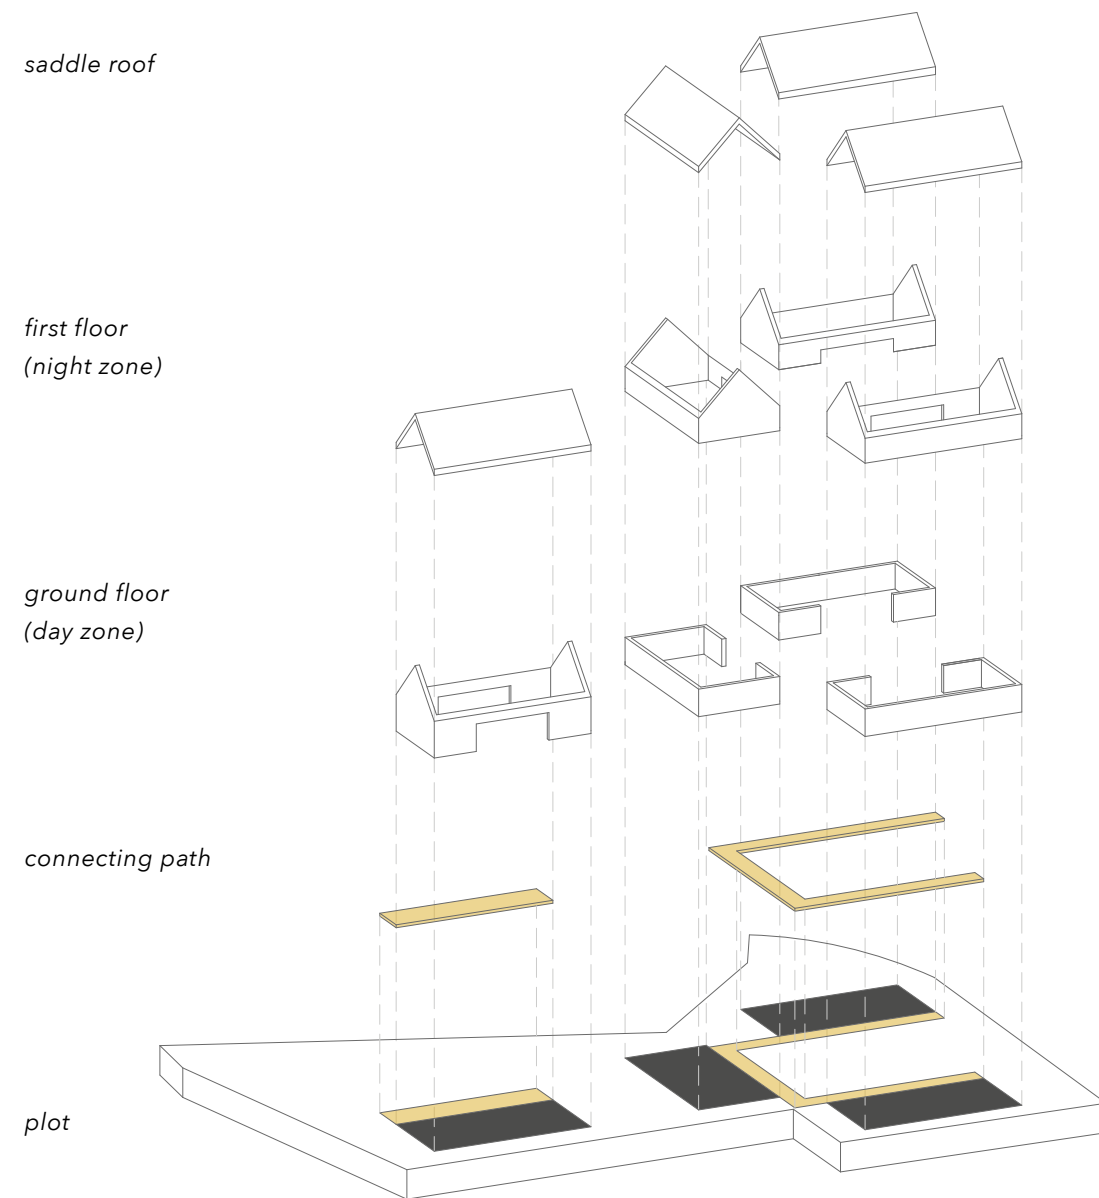 saddle roof
first floor
(night zone)
ground floor
(day zone)
connecting path
plot